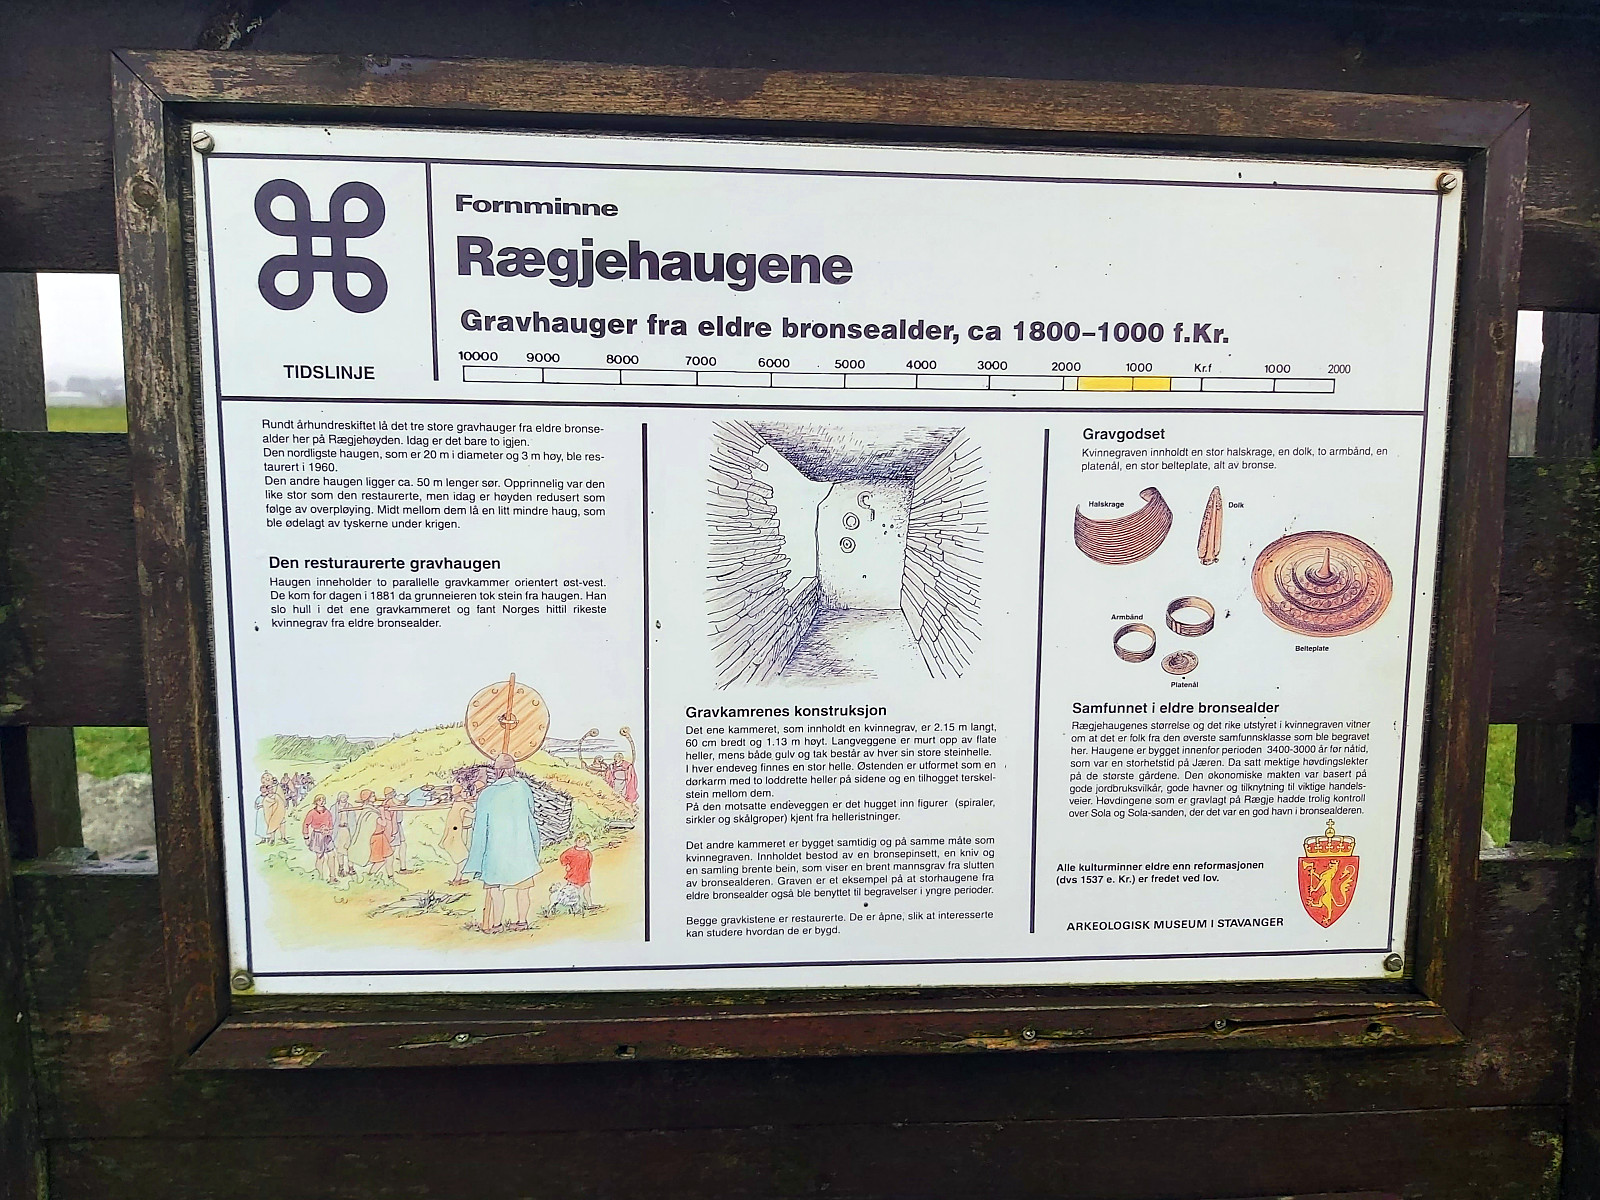 Fornminne
Rægjehaugene
Gravhauger fra eldre bronsealder, ca 1800–1000 f.Kr.
TIDSLINJE
10000 9000 8000 7000 6000 5000 4000 3000 2000 1000 Kr.f 1000 2000
Rundt århundreskiftet lå det tre store gravhauger fra eldre bronse-
alder her på Rægjehøyden. Idag er det bare to igjen.
Den nordligste haugen, som er 20 m i diameter og 3 m høy, ble res-
taurert i 1960.
Den andre haugen ligger ca. 50 m lenger sør. Opprinnelig var den
like stor som den restaurerte, men idag er høyden redusert som
følge av overpløying. Midt mellom dem lå en litt mindre haug, som
ble ødelagt av tyskerne under krigen.
Den resturaurerte gravhaugen
Haugen inneholder to parallelle gravkammer orientert øst-vest.
De kom for dagen i 1881 da grunneieren tok stein fra haugen. Han
slo hull i det ene gravkammeret og fant Norges hittil rikeste
kvinnegrav fra eldre bronsealder.
Gravkamrenes konstruksjon
Det ene kammeret, som innholdt en kvinnegrav, er 2.15 m langt,
60 cm bredt og 1.13 m høyt. Langveggene er murt opp av flate
heller, mens både gulv og tak består av hver sin store steinhelle.
I hver endeveg finnes en stor helle. Østenden er utformet som en
dørkarm med to loddrette heller på sidene og en tilhogget terskel-
stein mellom dem.
På den motsatte endeveggen er det hugget inn figurer (spiraler,
sirkler og skålgroper) kjent fra helleristninger.
Det andre kammeret er bygget samtidig og på samme måte som
kvinnegraven. Innholdet bestod av en bronsepinsett, en kniv og
en samling brente bein, som viser en brent mannsgrav fra slutten
av bronsealderen. Graven er et eksempel på at storhaugene fra
eldre bronsealder også ble benyttet til begravelser i yngre perioder.
Begge gravkistene er restaurerte. De er åpne, slik at interesserte
kan studere hvordan de er bygd.
Gravgodset
Kvinnegraven innholdt en stor halskrage, en dolk, to armbånd, en
platenål, en stor belteplate, alt av bronse.
Halskrage
Dolk
Armbånd
Belteplate
Platenål
Samfunnet i eldre bronsealder
Rægjehaugenes størrelse og det rike utstyret i kvinnegraven vitner
om at det er folk fra den øverste samfunnsklasse som ble begravet
her. Haugene er bygget innenfor perioden 3400-3000 år før nåtid,
som var en storhetstid på Jæren. Da satt mektige høvdingslekter
på de største gårdene. Den økonomiske makten var basert på
gode jordbruksvilkår, gode havner og tilknytning til viktige handels-
veier. Høvdingene som er gravlagt på Rægje hadde trolig kontroll
over Sola og Sola-sanden, der det var en god havn i bronsealderen.
Alle kulturminner eldre enn reformasjonen
(dvs 1537 e. Kr.) er fredet ved lov.
ARKEOLOGISK MUSEUM I STAVANGER